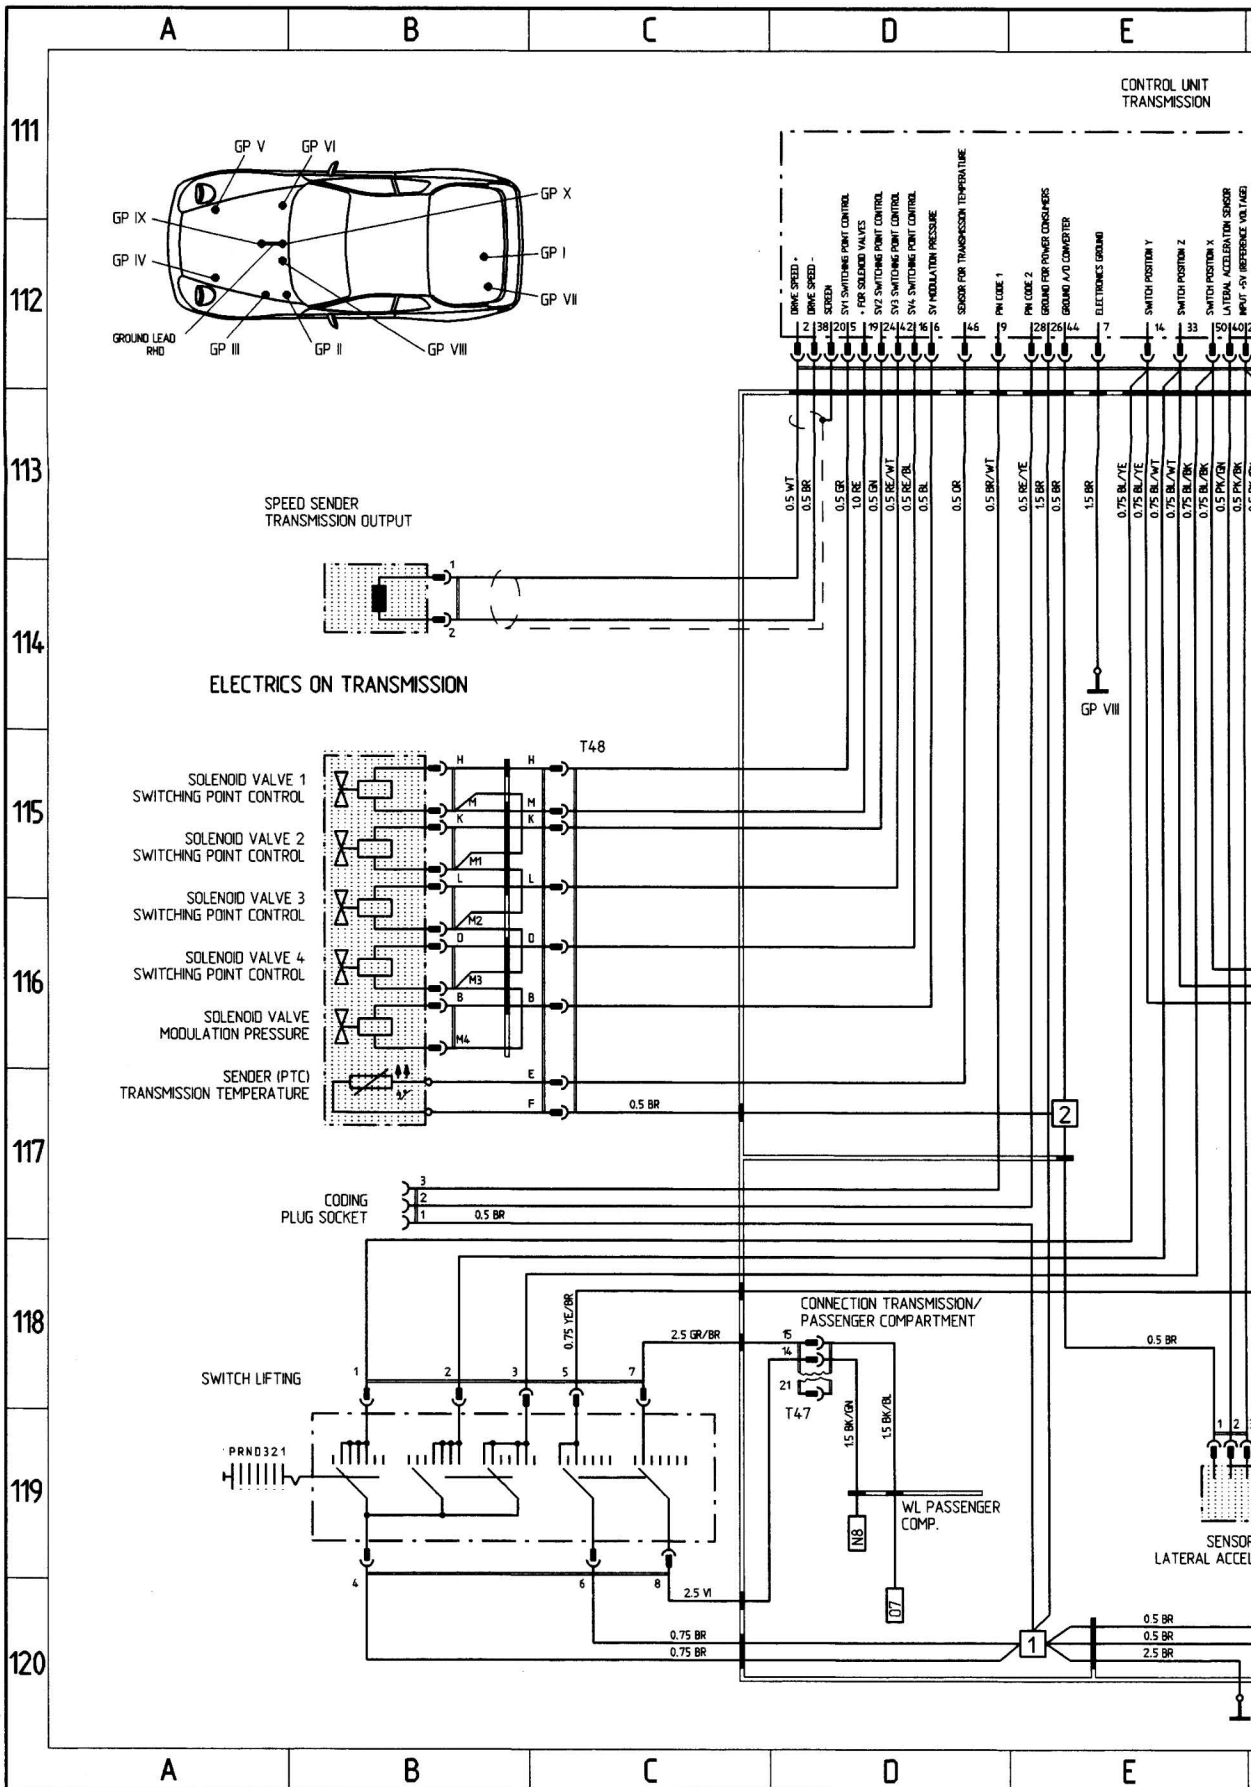 A B C D E
111
112
113
114
115
116
117
118
119
120
CONTROL UNIT
TRANSMISSION
GP V
GP VI
GP X
GP IX
GP IV
GP I
GP VII
GROUND LEAD
RHD
GP III
GP II
GP VIII
DRIVE SPEED +
DRIVE SPEED -
SCREEN
SV1 SWITCHING POINT CONTROL
+ FOR SOLENOID VALVES
SV2 SWITCHING POINT CONTROL
SV3 SWITCHING POINT CONTROL
SV4 SWITCHING POINT CONTROL
SV MODULATION PRESSURE
SENSOR FOR TRANSMISSION TEMPERATURE
PIN CODE 1
PIN CODE 2
GROUND FOR POWER CONSUMERS
GROUND A/D CONVERTER
ELECTRONICS GROUND
SWITCH POSITION Y
SWITCH POSITION Z
SWITCH POSITION X
LATERAL ACCELERATION SENSOR
INPUT +5V (REFERENCE VOLTAGE)
2 38 20 5 19 24 42 16 6 46 9 28 26 44 7 14 33 50 40 2
0.5 WT
0.5 BR
0.5 GR
1.0 RE
0.5 GN
0.5 RE/WT
0.5 RE/BL
0.5 BL
0.5 OR
0.5 BR/WT
0.5 RE/YE
1.5 BR
0.5 BR
1.5 BR
0.75 BL/YE
0.75 BL/YE
0.75 BL/WT
0.75 BL/WT
0.75 BL/BK
0.75 BL/BK
0.5 PK/GN
0.5 PK/BK
SPEED SENDER
TRANSMISSION OUTPUT
1
2
ELECTRICS ON TRANSMISSION
GP VIII
T48
SOLENOID VALVE 1
SWITCHING POINT CONTROL
H H
M M
SOLENOID VALVE 2
SWITCHING POINT CONTROL
K K
M1
SOLENOID VALVE 3
SWITCHING POINT CONTROL
L L
M2
SOLENOID VALVE 4
SWITCHING POINT CONTROL
D D
M3
SOLENOID VALVE
MODULATION PRESSURE
B B
M4
SENDER (PTC)
TRANSMISSION TEMPERATURE
E
F
0.5 BR
2
CODING
PLUG SOCKET
3
2
1
0.5 BR
0.75 YE/BR
2.5 GR/BR
CONNECTION TRANSMISSION/
PASSENGER COMPARTMENT
15
14
21
T47
0.5 BR
SWITCH LIFTING
1 2 3 5 7
1.5 BK/GN
1.5 BK/BL
PRND321
1 2 3
WL PASSENGER
COMP.
N8
O7
SENSOR
LATERAL ACCEL
4 6 8
2.5 VI
0.75 BR
0.75 BR
1
0.5 BR
0.5 BR
2.5 BR
A B C D E